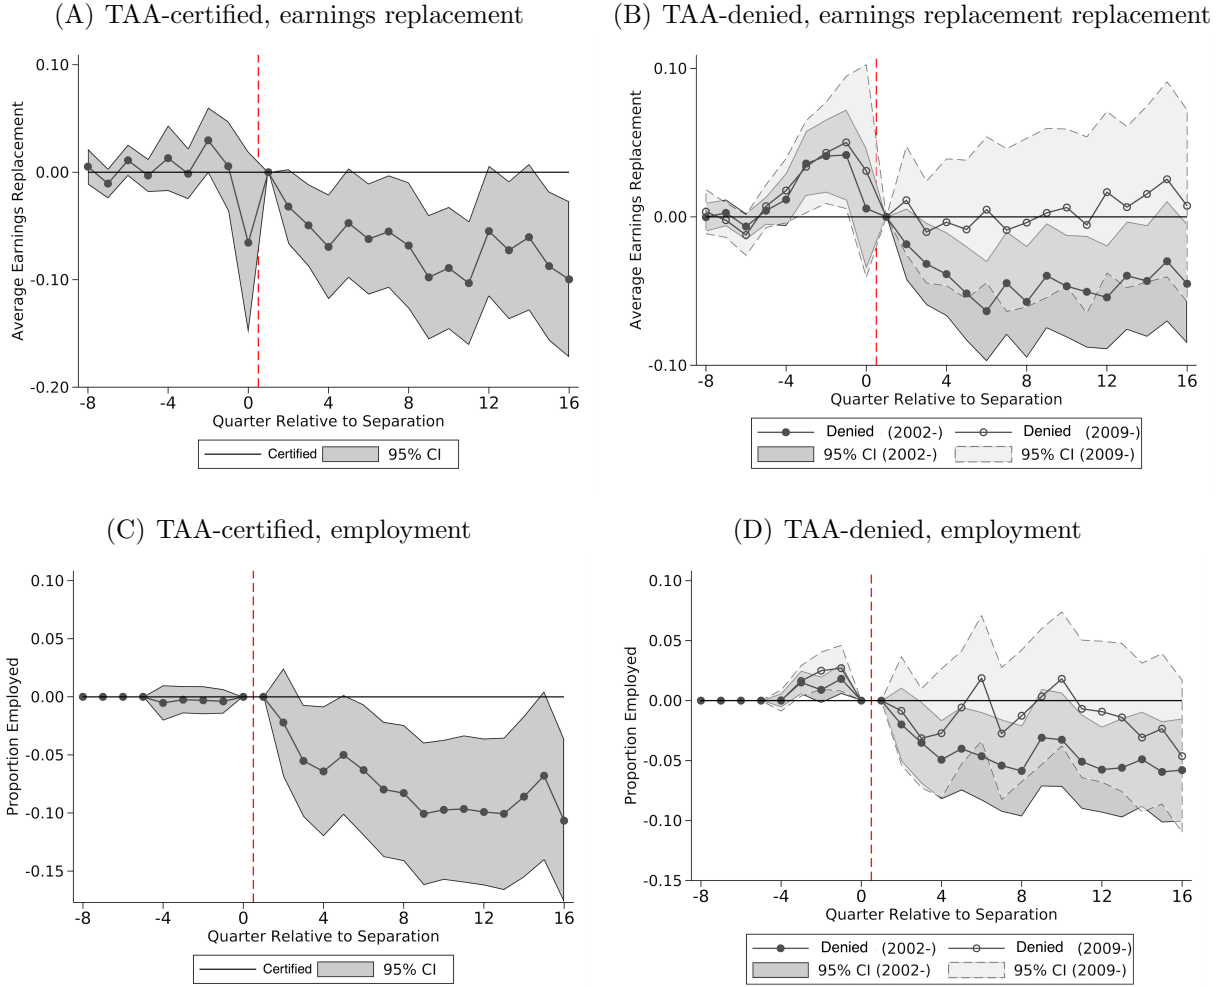 (A) TAA-certified, earnings replacement
0.10
0.00
-0.10
-0.20
Average Earnings Replacement
-8 -4 0 4 8 12 16
Quarter Relative to Separation
Certified 95% CI
(B) TAA-denied, earnings replacement replacement
0.10
0.00
-0.10
Average Earnings Replacement
-8 -4 0 4 8 12 16
Quarter Relative to Separation
Denied (2002-) Denied (2009-)
95% CI (2002-) 95% CI (2009-)
(C) TAA-certified, employment
0.10
0.05
0.00
-0.05
-0.10
-0.15
Proportion Employed
-8 -4 0 4 8 12 16
Quarter Relative to Separation
Certified 95% CI
(D) TAA-denied, employment
0.10
0.05
0.00
-0.05
-0.10
-0.15
Proportion Employed
-8 -4 0 4 8 12 16
Quarter Relative to Separation
Denied (2002-) Denied (2009-)
95% CI (2002-) 95% CI (2009-)